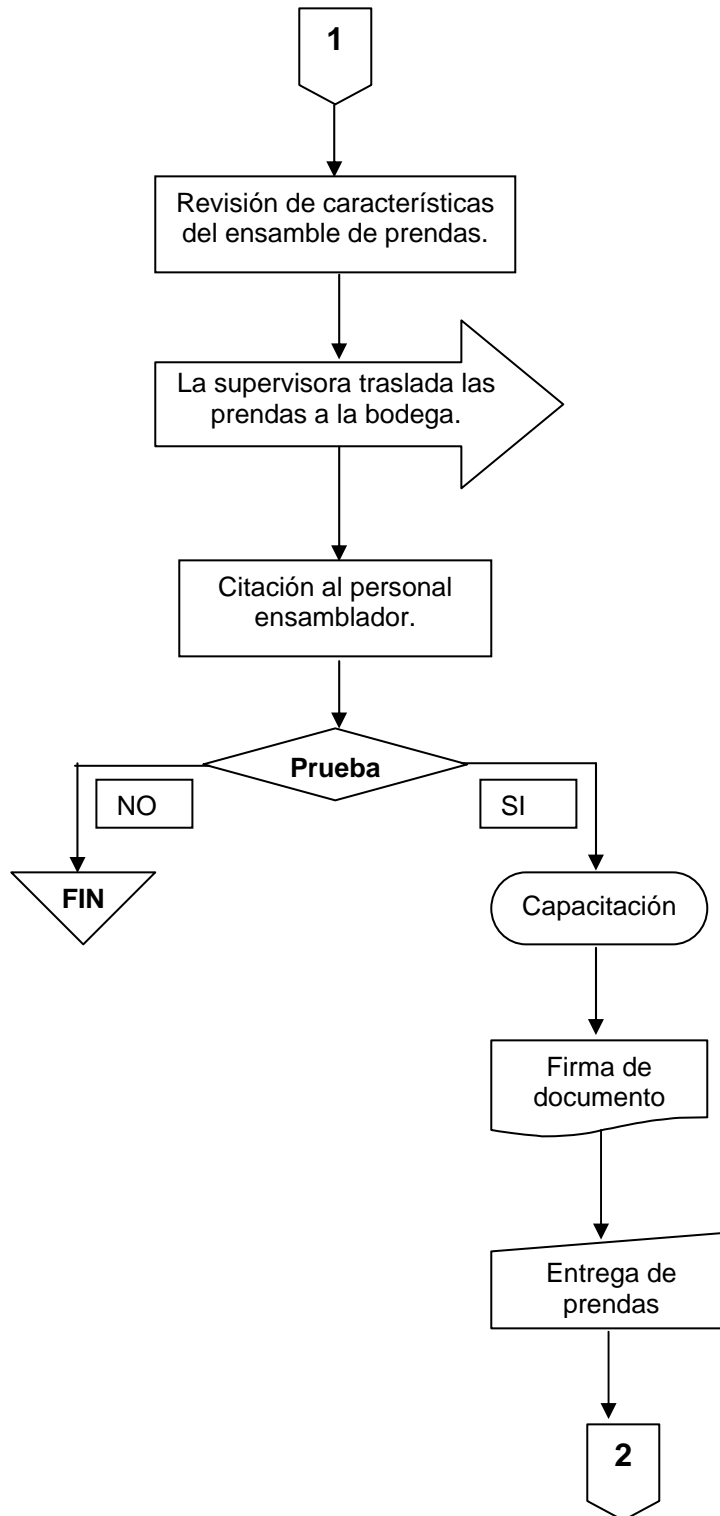 1
Revisión de características
del ensamble de prendas.
La supervisora traslada las
prendas a la bodega.
Citación al personal
ensamblador.
Prueba
NO
SI
FIN
Capacitación
Firma de
documento
Entrega de
prendas
2